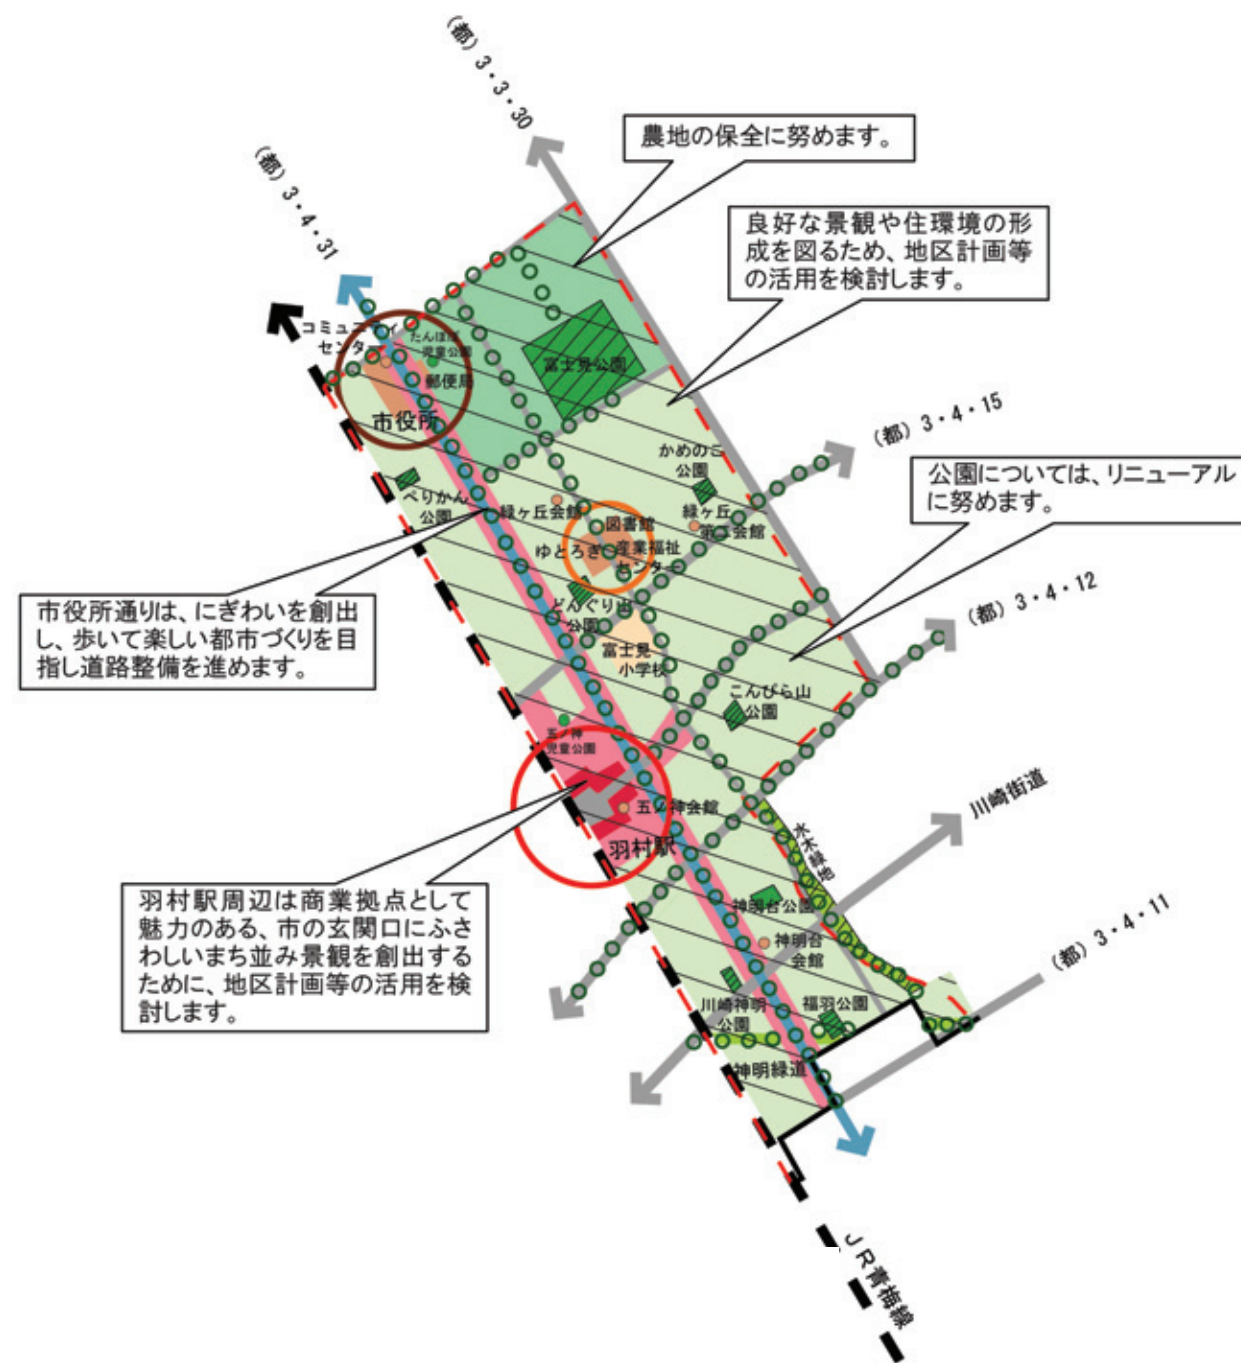 (都)3・3・30
(都)3・4・31
農地の保全に努めます。
良好な景観や住環境の形
成を図るため、地区計画等
の活用を検討します。
コミュニティ
センター
たんぽぽ
児童公園
郵便局
市役所
富士見公園
(都)3・4・15
公園については、リニューアル
に努めます。
かめのこ
公園
ぺりかん
公園
緑ヶ丘会館
図書館
緑ヶ丘
第二会館
ゆとろぎ
産業福祉
センター
どんぐり山
公園
富士見
小学校
市役所通りは、にぎわいを創出
し、歩いて楽しい都市づくりを目
指し道路整備を進めます。
(都)3・4・12
こんぴら山
公園
五ノ神
児童公園
五ノ神会館
羽村駅
川崎街道
水木緑地
羽村駅周辺は商業拠点として
魅力のある、市の玄関口にふさ
わしいまち並み景観を創出する
ために、地区計画等の活用を検
討します。
神明台公園
神明台
会館
(都)3・4・11
川崎神明
公園
福羽公園
神明緑道
JR青梅線